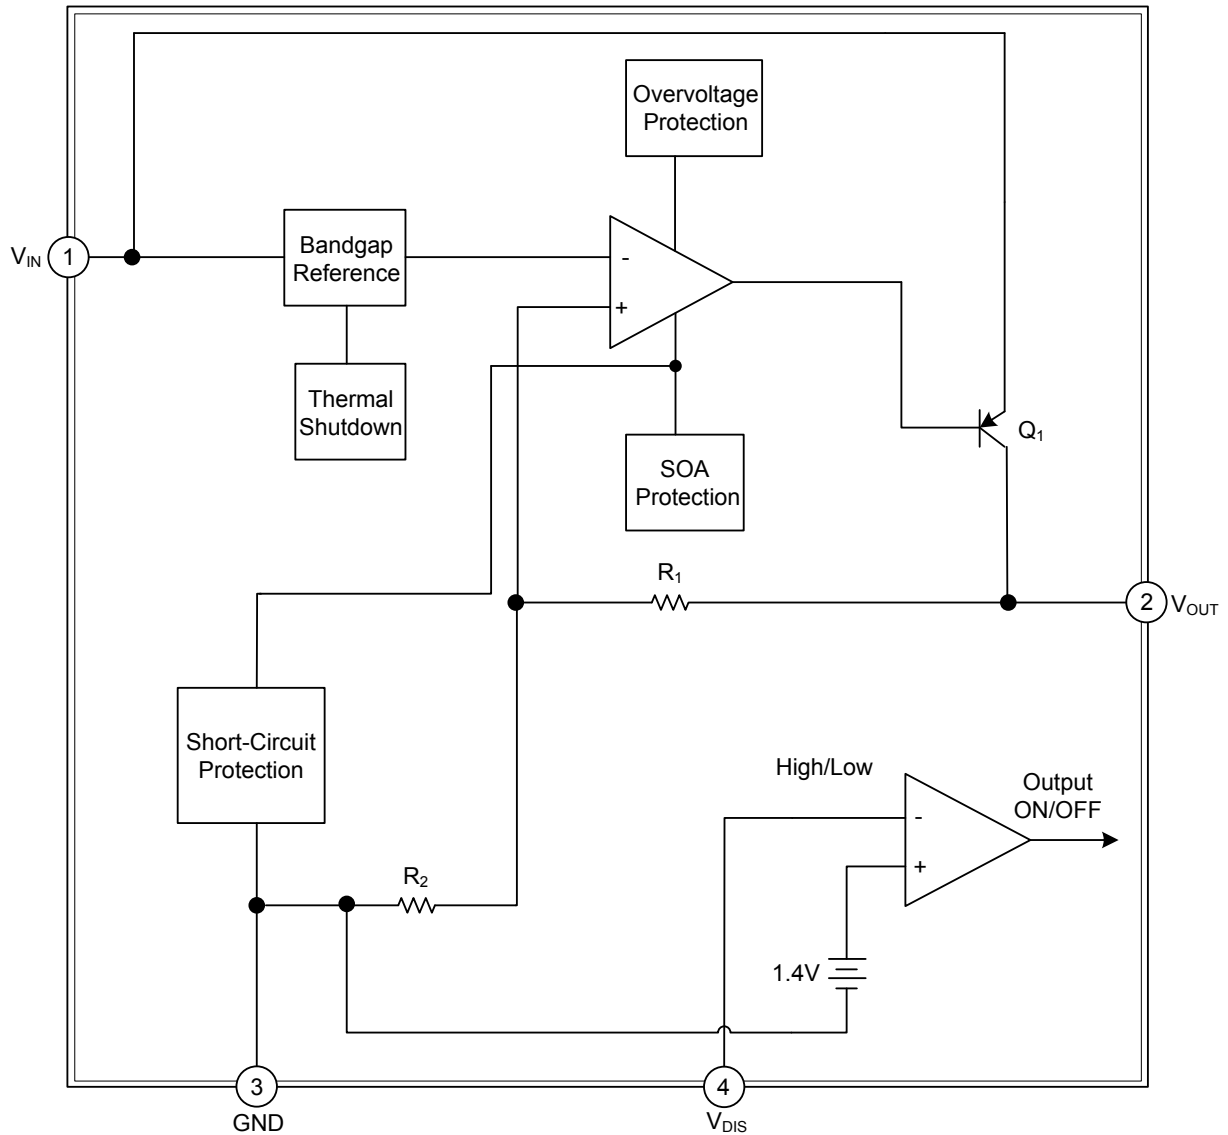 Overvoltage
Protection
V_IN
1
Bandgap
Reference
-
+
Thermal
Shutdown
Q_1
SOA
Protection
R_1
2
V_OUT
Short-Circuit
Protection
High/Low
Output
ON/OFF
-
+
R_2
1.4V
3
GND
4
V_DIS